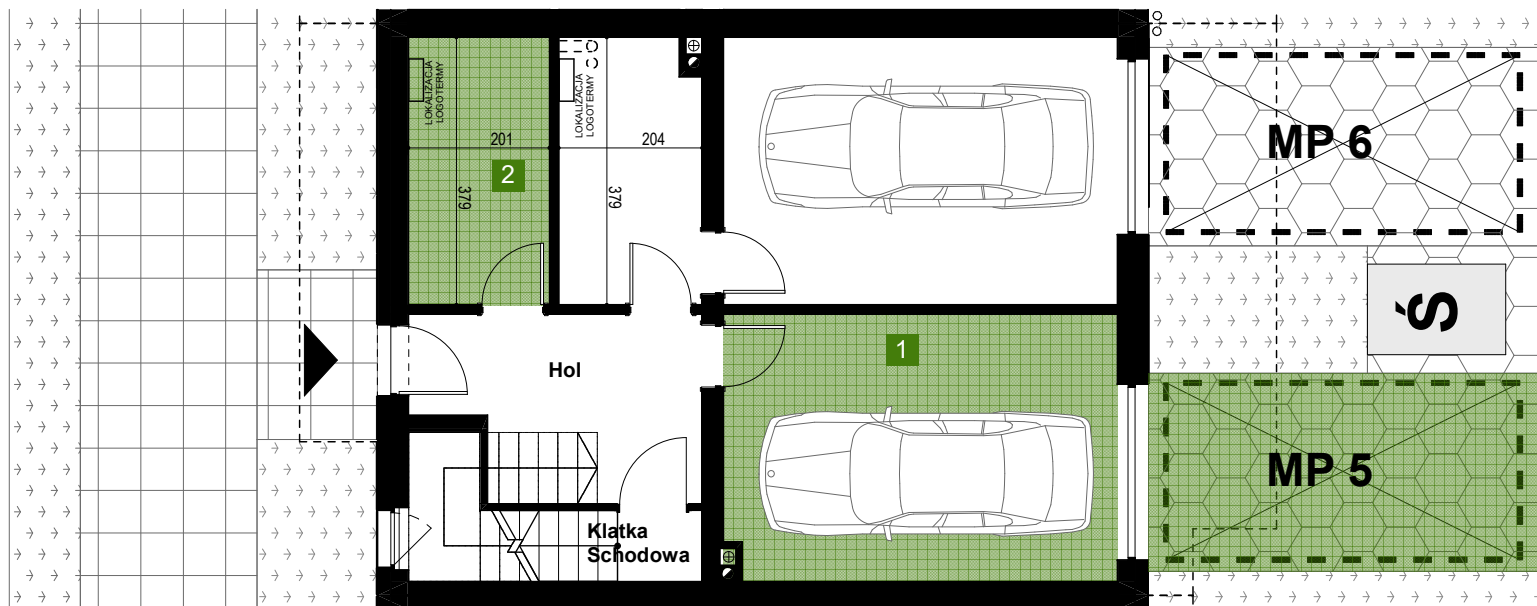 LOKALIZACJA
LOGOTERMY
201
2
379
LOKALIZACJA
LOGOTERMY
204
379
MP 6
Ś
1
Hol
MP 5
Klatka
Schodowa